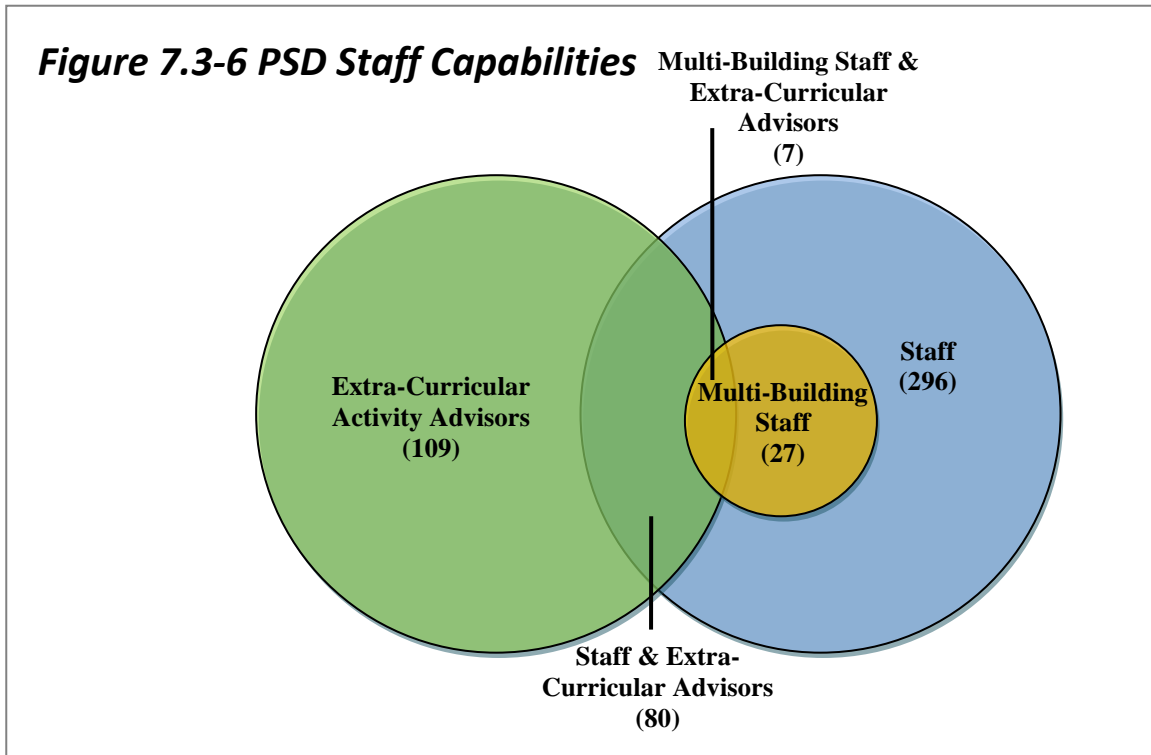 Figure 7.3-6 PSD Staff Capabilities
Multi-Building Staff &
Extra-Curricular
Advisors
(7)
Extra-Curricular
Activity Advisors
(109)
Multi-Building
Staff
(27)
Staff
(296)
Staff & Extra-
Curricular Advisors
(80)